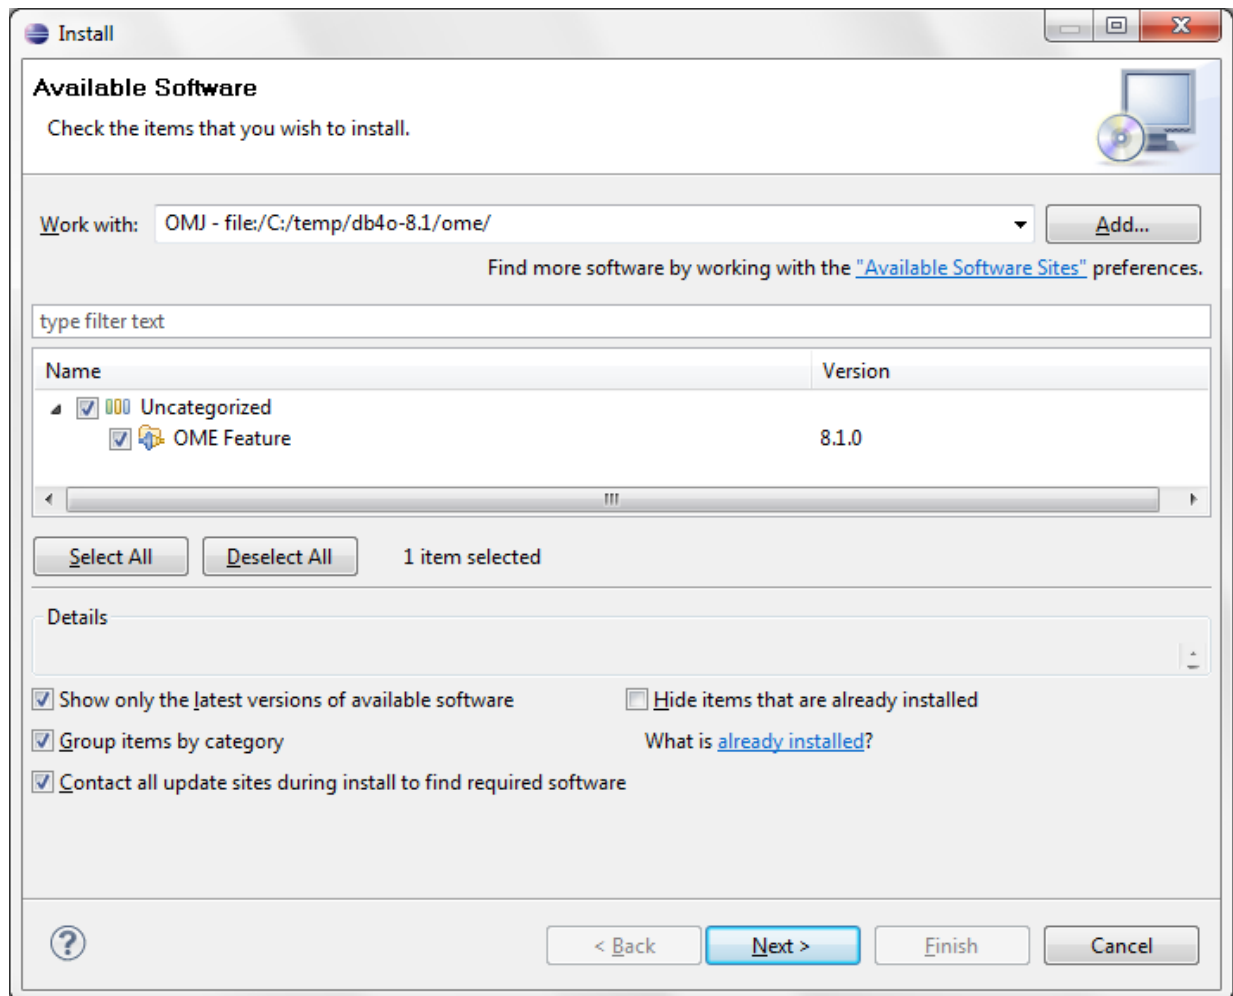 Install
Available Software
Check the items that you wish to install.
Work with: OMJ - file:/C:/temp/db4o-8.1/ome/ Add...
Find more software by working with the "Available Software Sites" preferences.
type filter text
Name Version
Uncategorized
OME Feature 8.1.0
Select All Deselect All 1 item selected
Details
Show only the latest versions of available software Hide items that are already installed
Group items by category What is already installed?
Contact all update sites during install to find required software
< Back Next > Finish Cancel